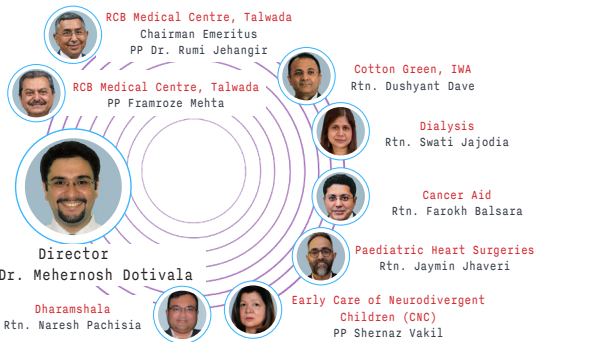 RCB Medical Centre, Talwada
Chairman Emeritus
PP Dr. Rumi Jehangir
RCB Medical Centre, Talwada
PP Framroze Mehta
Cotton Green, IWA
Rtn. Dushyant Dave
Dialysis
Rtn. Swati Jajodia
Cancer Aid
Rtn. Farokh Balsara
Director
Dr. Mehernosh Dotivala
Paediatric Heart Surgeries
Rtn. Jaymin Jhaveri
Early Care of Neurodivergent
Children (CNC)
PP Shernaz Vakil
Dharamshala
Rtn. Naresh Pachisia